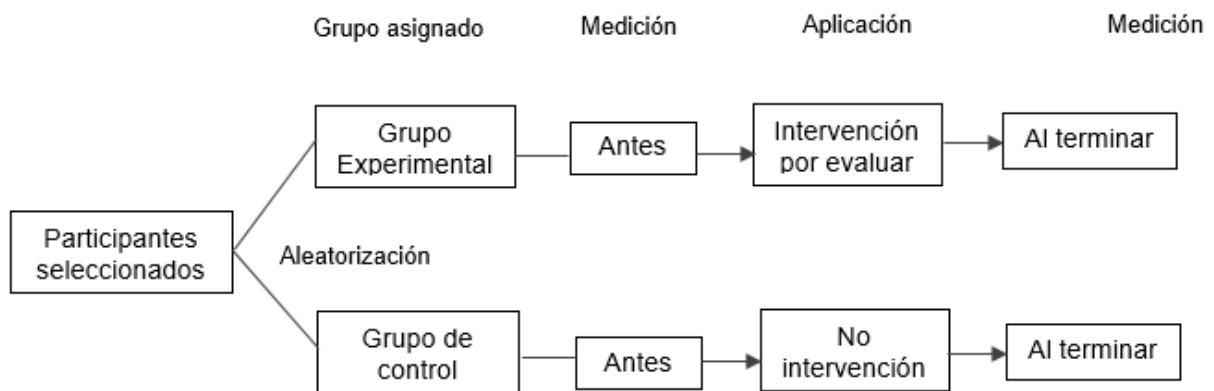 Grupo asignado
Medición
Aplicación
Medición
Grupo
Experimental
Antes
Intervención
por evaluar
Al terminar
Participantes
seleccionados
Aleatorización
Grupo de
control
Antes
No
intervención
Al terminar